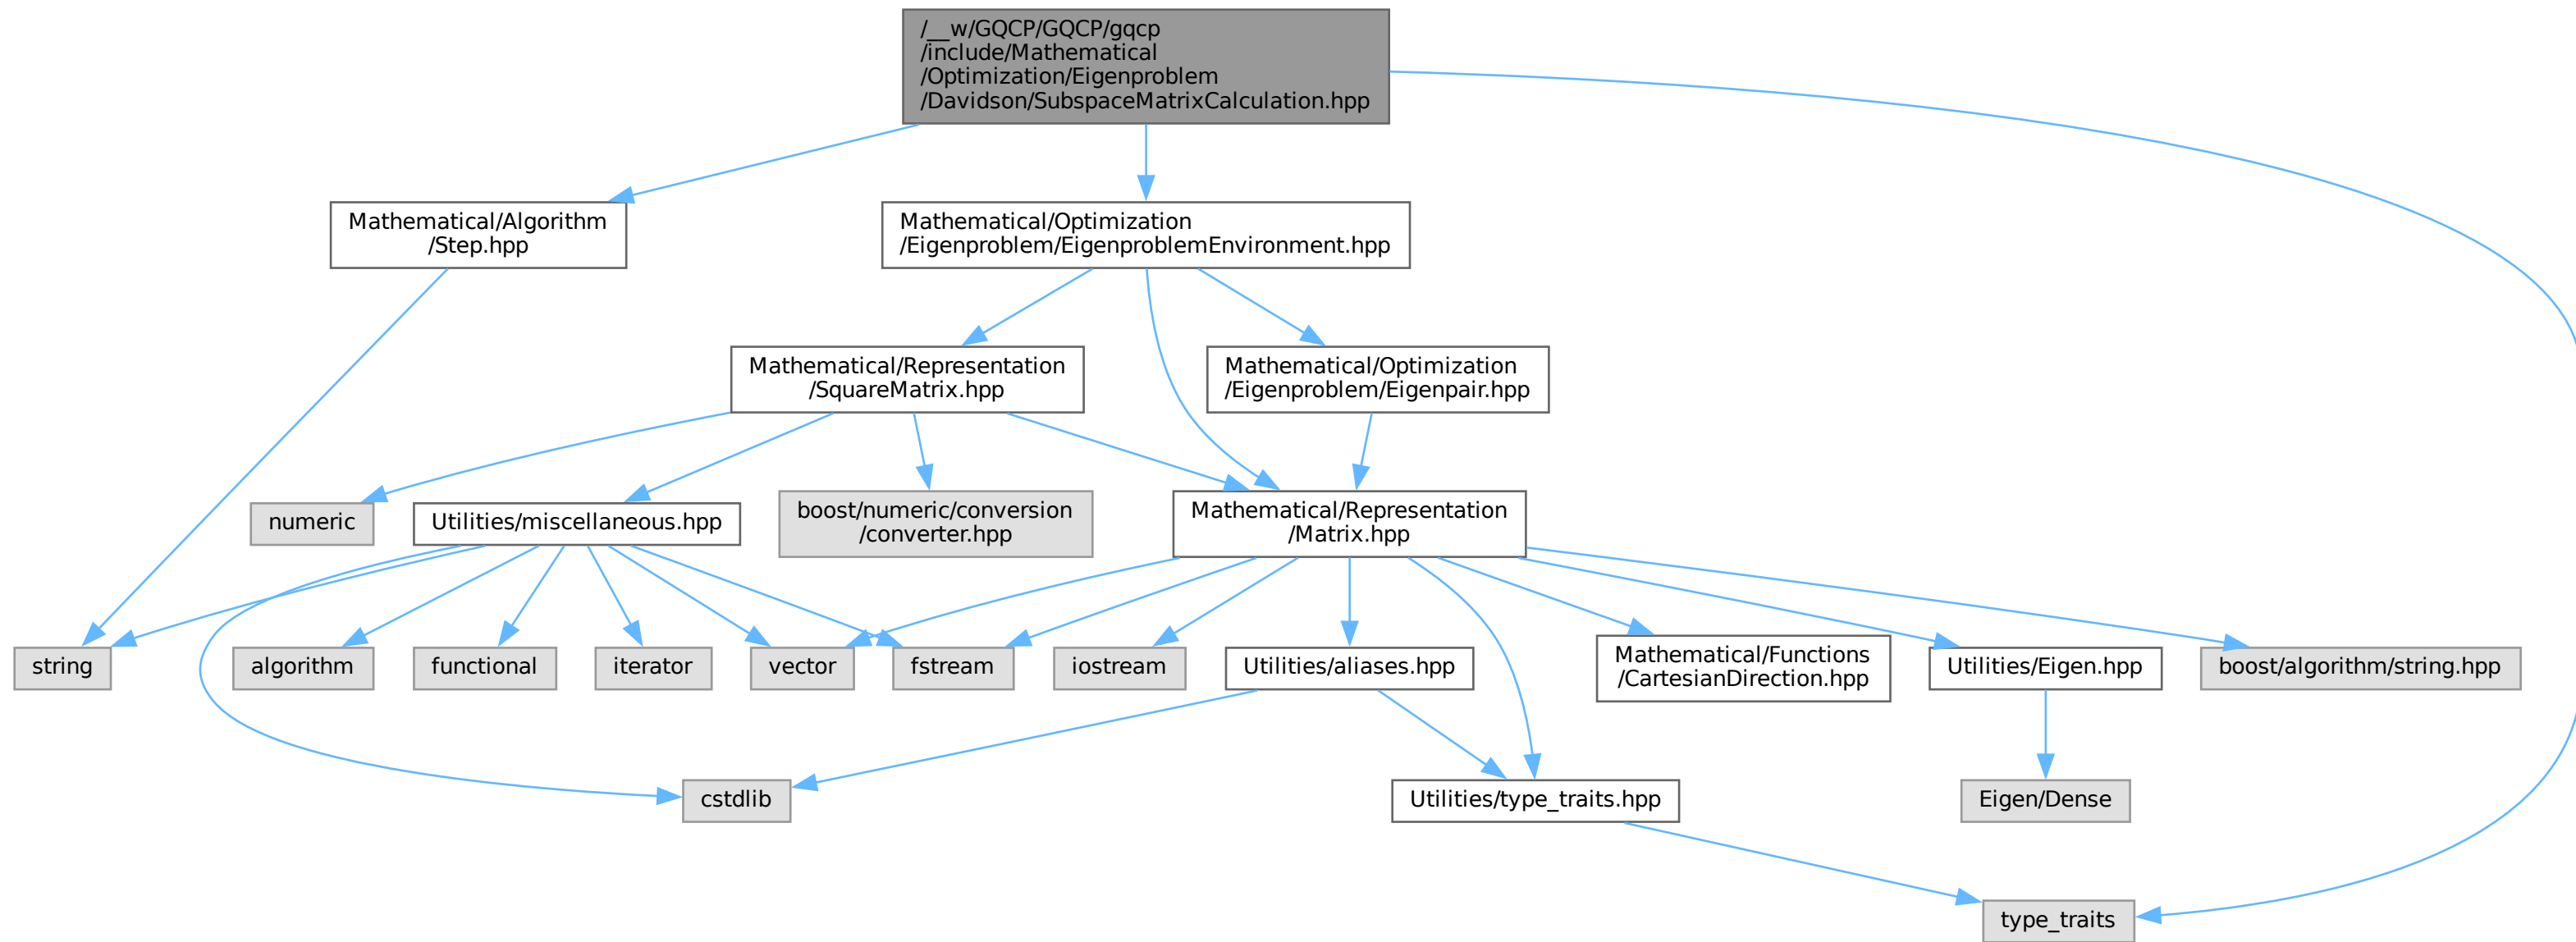 /__w/GQCP/GQCP/gqcp
/include/Mathematical
/Optimization/Eigenproblem
/Davidson/SubspaceMatrixCalculation.hpp
Mathematical/Algorithm
/Step.hpp
Mathematical/Optimization
/Eigenproblem/EigenproblemEnvironment.hpp
Mathematical/Representation
/SquareMatrix.hpp
Mathematical/Optimization
/Eigenproblem/Eigenpair.hpp
numeric
Utilities/miscellaneous.hpp
boost/numeric/conversion
/converter.hpp
Mathematical/Representation
/Matrix.hpp
string
algorithm
functional
iterator
vector
fstream
iostream
Utilities/aliases.hpp
Mathematical/Functions
/CartesianDirection.hpp
Utilities/Eigen.hpp
boost/algorithm/string.hpp
cstdlib
Utilities/type_traits.hpp
Eigen/Dense
type_traits